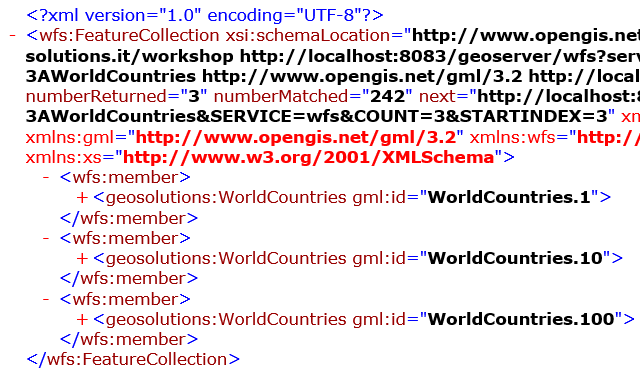 <?xml version="1.0" encoding="UTF-8"?>
- <wfs:FeatureCollection xsi:schemaLocation="http://www.opengis.net
solutions.it/workshop http://localhost:8083/geoserver/wfs?serv
3AWorldCountries http://www.opengis.net/gml/3.2 http://local
numberReturned="3" numberMatched="242" next="http://localhost:8
3AWorldCountries&SERVICE=wfs&COUNT=3&STARTINDEX=3" xm
xmlns:gml="http://www.opengis.net/gml/3.2" xmlns:wfs="http:/
xmlns:xs="http://www.w3.org/2001/XMLSchema">
- <wfs:member>
+ <geosolutions:WorldCountries gml:id="WorldCountries.1">
</wfs:member>
- <wfs:member>
+ <geosolutions:WorldCountries gml:id="WorldCountries.10">
</wfs:member>
- <wfs:member>
+ <geosolutions:WorldCountries gml:id="WorldCountries.100">
</wfs:member>
</wfs:FeatureCollection>